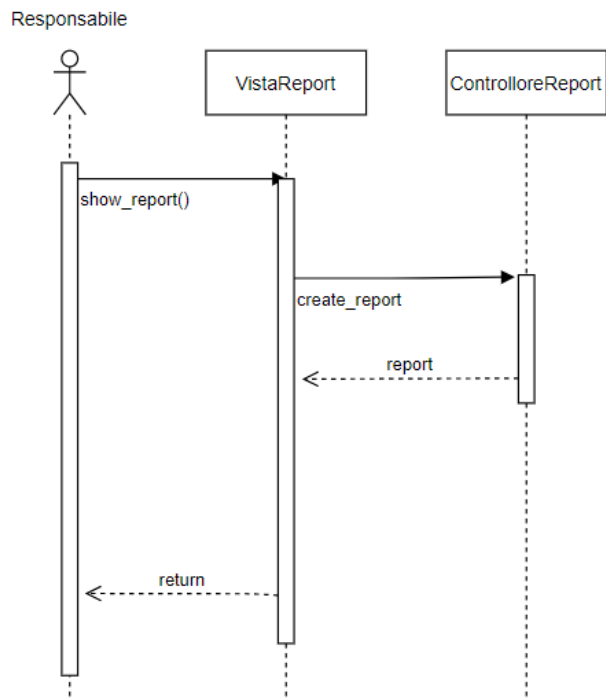 Responsabile
VistaReport
ControlloreReport
show_report()
create_report
report
return